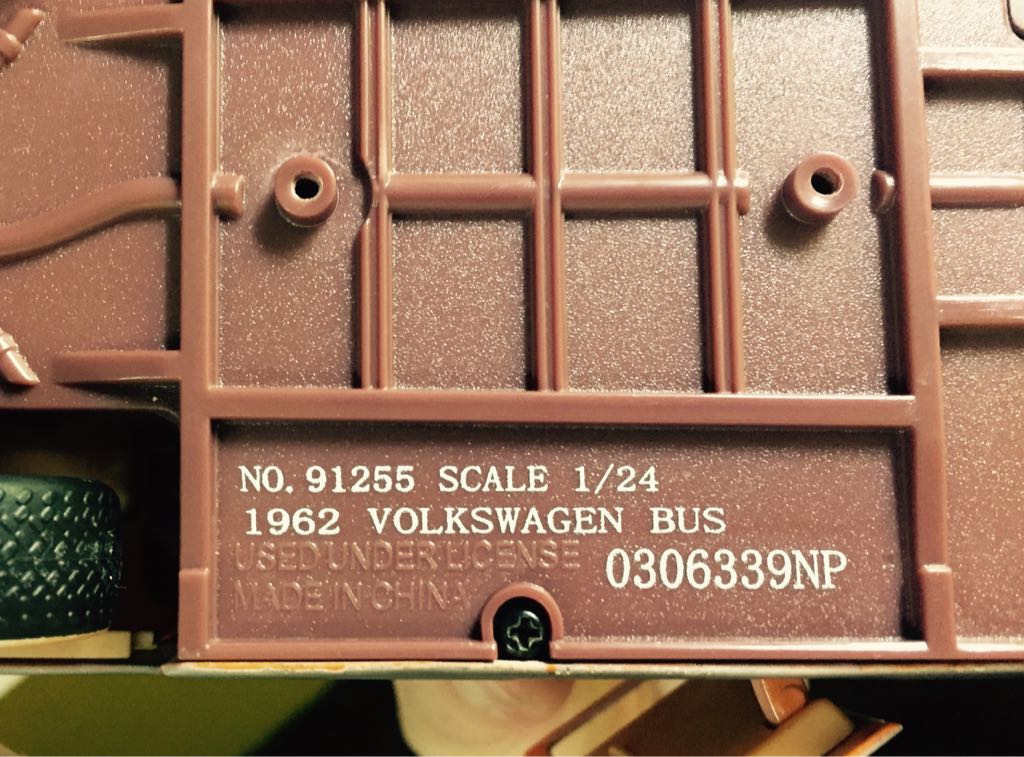 NO. 91255 SCALE 1/24
1962 VOLKSWAGEN BUS
USED UNDER LICENSE
0306339NP
MADE IN CHINA